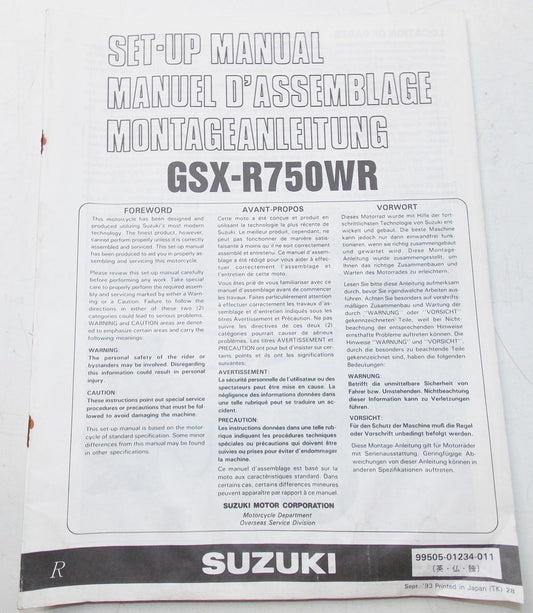 SET-UP MANUAL
MANUEL D'ASSEMBLAGE
MONTAGEANLEITUNG
GSX-R750WR
FOREWORD
This motorcycle has been designed and
produced utilizing Suzuki's most modern
technology. The finest product, however,
cannot perform properly unless it is correctly
assembled and serviced. This set-up manual
has been produced to aid you in properly as-
sembling and servicing this motorcycle.
Please review this set-up manual carefully
before performing any work. Take special
care to properly perform the required assem-
bly and servicing marked by either a Warn-
ing or a Caution. Failure to follow the
directions in either of these two (2)
categories could lead to serious problems.
WARNING and CAUTION areas are denot-
ed to emphasize certain areas and carry the
following meanings:
WARNING:
The personal safety of the rider or
bystanders may be involved. Disregarding
this information could result in personal
injury.
CAUTION:
These instructions point out special service
procedures or precautions that must be fol-
lowed to avoid damaging the machine.
This set-up manual is based on the motor-
cycle of standard specification. Some minor
differences from this manual may be found
in other specifications.
AVANT-PROPOS
Cette moto a été conçue et produit en
utilisant la technologie la plus récente de
Suzuki. Le meilleur produit, cependant, ne
peut pas fonctionner de manière satis-
faisante à moins qu'il ne soit correctement
assemblé et entretenu. Ce manuel d'assem-
blage a été rédigé pour vous aider à effec-
tuer correctement l'assemblage et
l'entretien de cette moto.
Vous êtes prié de vous familiariser avec ce
manuel d'assemblage avant de commencer
les travaux. Faites particulièrement attention
à effectuer correctement les travaux d'as-
semblage et d'entretien indiqués sous les
titres Avertissement et Précaution. Ne pas
suivre les directives de ces deux (2)
catégories pourrait causer de sérieux
problèmes. Les titres AVERTISSEMENT et
PRECAUTION ont pour but d'insister sur cer-
tains points et ils ont les significations
suivantes:
AVERTISSEMENT:
La sécurité personnelle de l'utilisateur ou des
spectateurs peut être mise en cause. La
négligence des informations données dans
une telle rubrique peut se traduire un ac-
cident.
PRECAUTION:
Les instructions données dans une telle rub-
rique indiquent les procédures techniques
spéciales ou précautions qui doivent être
suivies ou prises pour éviter d'endommager
la machine.
Ce manuel d'assemblage est basé sur la
moto aux caractéristiques standard. Dans
certains cas, certains différences mineures
peuvent apparaître par rapport à ce manuel.
VORWORT
Dieses Motorrad wurde mit Hilfe der fort-
schrittlichsten Technologie von Suzuki ent-
wickelt und gebaut. Die beste Maschine
kann jedoch nur dann einwandfrei funk-
tionieren, wenn sie richtig zusammengebaut
und gewartet wird. Diese Montage-
Anleitung wurde zusammengestellt, um
Ihnen das richtige Zusammenbauen und
Warten des Motorrades zu erleichtern.
Lesen Sie bitte diese Anleitung aufmerksam
durch, bevor Sie irgendwelche Arbeiten aus-
führen. Achten Sie besonders auf vorshrifts-
mäßigen Zusammenbau und Wartung der
durch "WARNUNG" oder "VORSICHT"
gekennzeichneten Teile, weil bei Nicht-
beachtung der entsprechenden Hinweise
ernsthafte Probleme auftreten können. Die
Hinweise "WARNUNG" und "VORSICHT"
durch die besonders zu beachtende Teile
gekennzeichnet sind, haben die folgenden
Bedeutungen:
WARNUNG:
Betrifft die unmittelbare Sicherheit von
Fahrer bzw. Umstehenden. Nichtbeachtung
dieser Information kann zu Verletzungen
führen.
VORSICHT:
Für den Schutz der Maschine muß die Regel
oder Vorschrift unbedingt befolgt werden.
Diese Montage Anleitung gilt für Motorräder
mit Serienausstattung. Geringfügige Ab-
weichungen von dieser Anleitung können in
anderen Spezifikationen auftreten.
SUZUKI MOTOR CORPORATION
Motorcycle Department
Overseas Service Division
R
SUZUKI
99505-01234-011
(英・仏・独)
Sept. '93 Printed in Japan (TK) 28